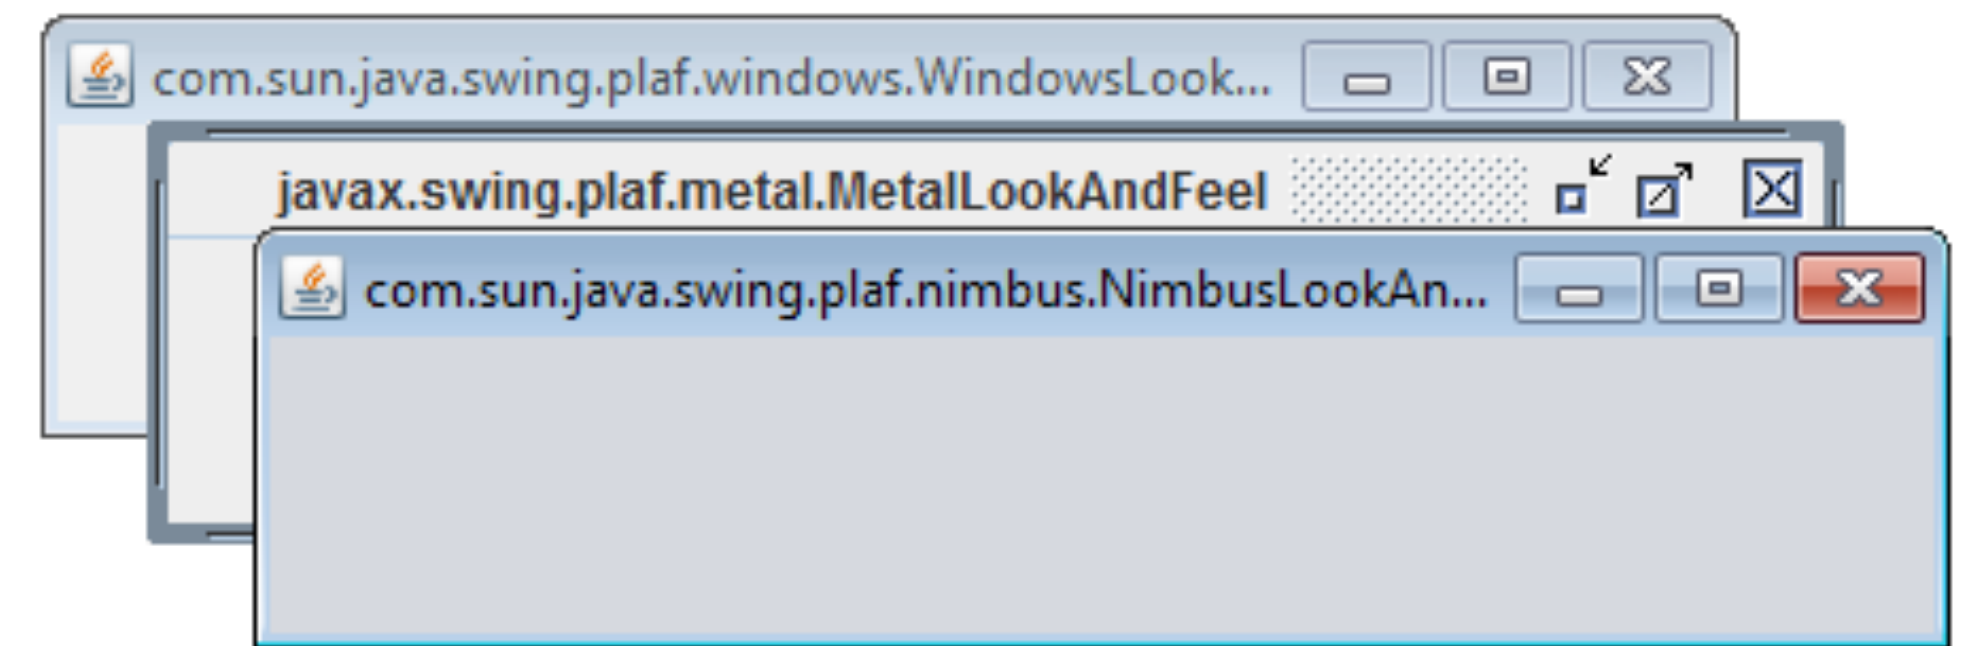 com.sun.java.swing.plaf.windows.WindowsLook...
javax.swing.plaf.metal.MetalLookAndFeel
com.sun.java.swing.plaf.nimbus.NimbusLookAn...